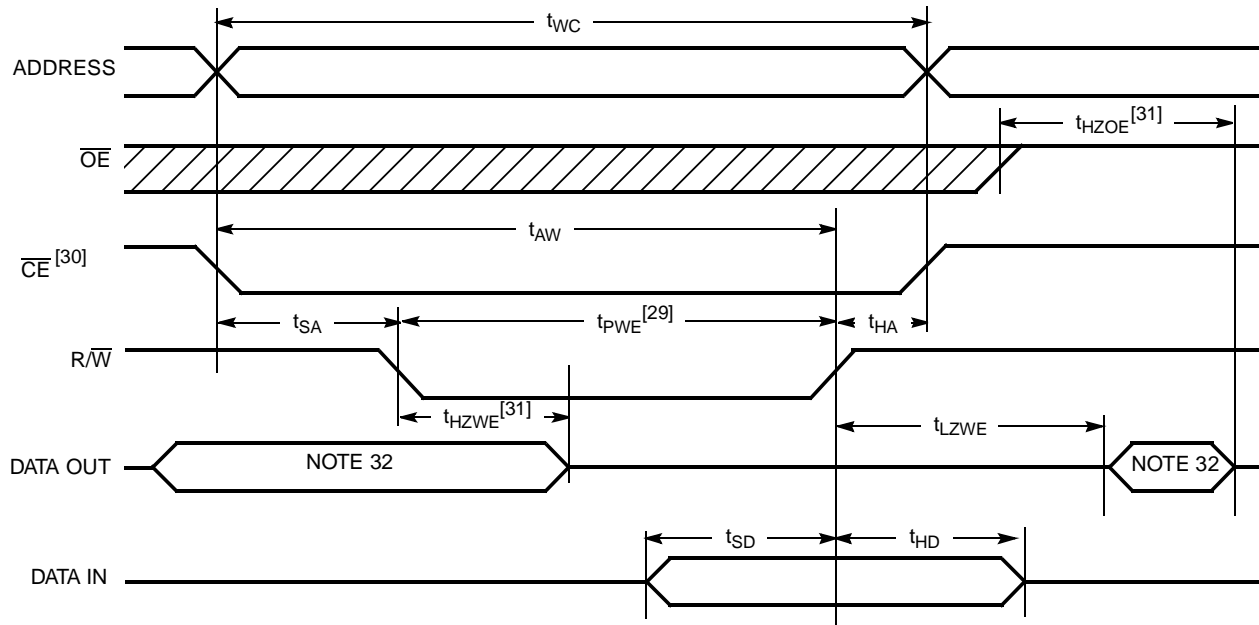 tWC
ADDRESS
tHZOE[31]
OE
tAW
CE[30]
tSA
tPWE[29]
tHA
R/W
tHZWE[31]
tLZWE
DATA OUT
NOTE 32
NOTE 32
tSD
tHD
DATA IN